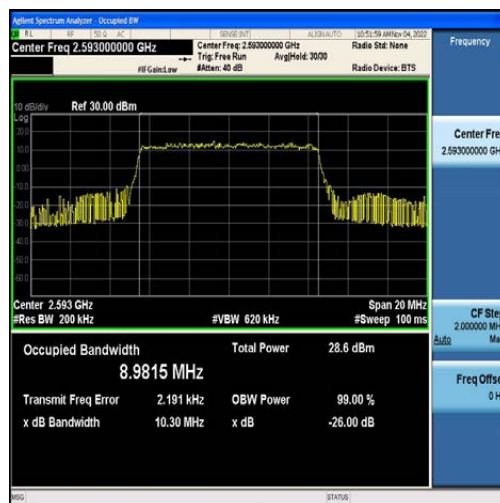 Agilent Spectrum Analyzer - Occupied BW
RL RF 50 Ω AC SENSE:INT ALIGN AUTO 10:51:59 AM Nov 04, 2022
Center Freq 2.593000000 GHz
Center Freq: 2.593000000 GHz Radio Std: None
Trig: Free Run Avg|Hold: 30/30
#IFGain:Low #Atten: 40 dB Radio Device: BTS
10 dB/div Ref 30.00 dBm
Log
20.0
10.0
0.00
-10.0
-20.0
-30.0
-40.0
-50.0
-60.0
Center 2.593 GHz Span 20 MHz
#Res BW 200 kHz #VBW 620 kHz #Sweep 100 ms
Occupied Bandwidth Total Power 28.6 dBm
8.9815 MHz
Transmit Freq Error 2.191 kHz OBW Power 99.00 %
x dB Bandwidth 10.30 MHz x dB -26.00 dB
MSG STATUS
Frequency
Center Fre
2.593000000 GH
CF Ste
2.000000 MH
Auto Ma
Freq Offse
0 H